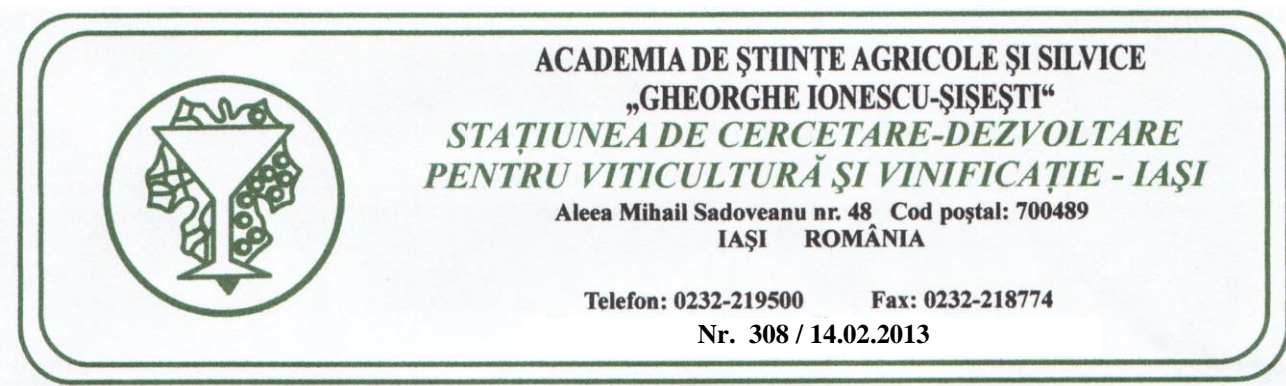 ACADEMIA DE ŞTIINŢE AGRICOLE ŞI SILVICE
„GHEORGHE IONESCU-ŞIŞEŞTI“
STAŢIUNEA DE CERCETARE-DEZVOLTARE
PENTRU VITICULTURĂ ŞI VINIFICAŢIE - IAŞI
Aleea Mihail Sadoveanu nr. 48 Cod poştal: 700489
IAŞI ROMÂNIA
Telefon: 0232-219500 Fax: 0232-218774
Nr. 308 / 14.02.2013